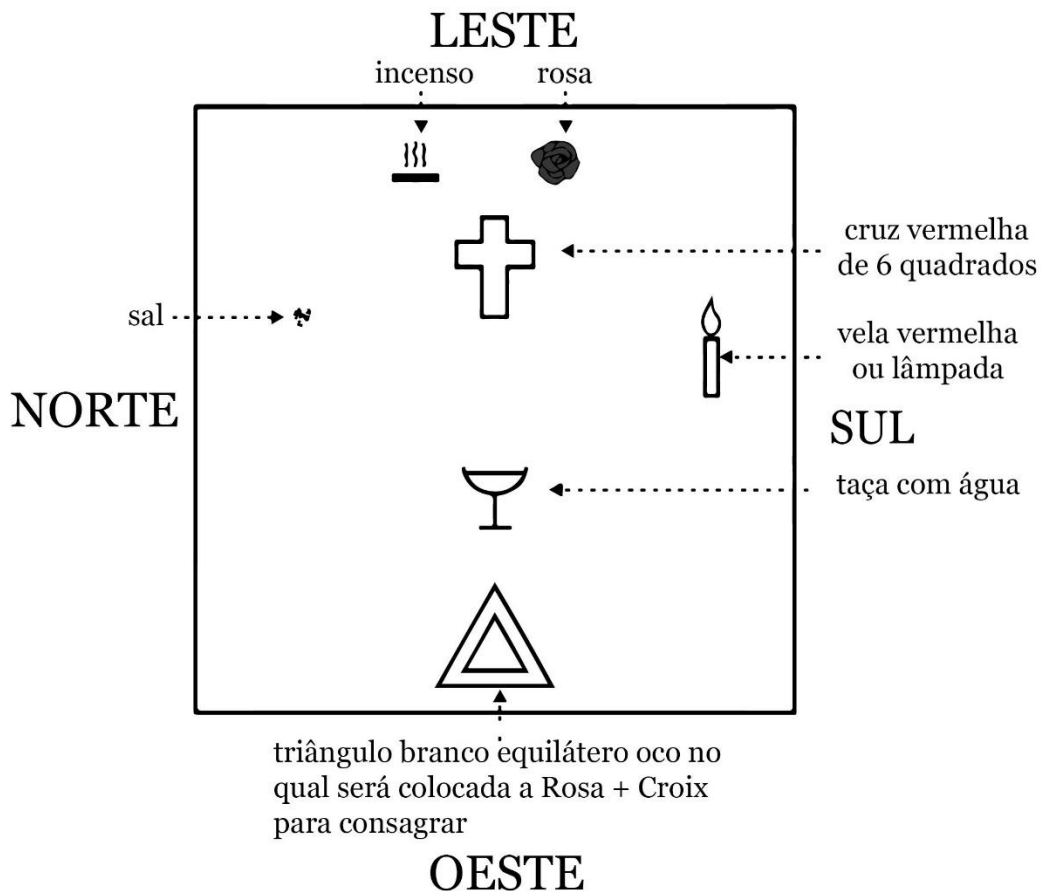 LESTE
incenso
rosa
cruz vermelha
de 6 quadrados
sal
vela vermelha
ou lâmpada
NORTE
SUL
taça com água
triângulo branco equilátero oco no
qual será colocada a Rosa + Croix
para consagrar
OESTE